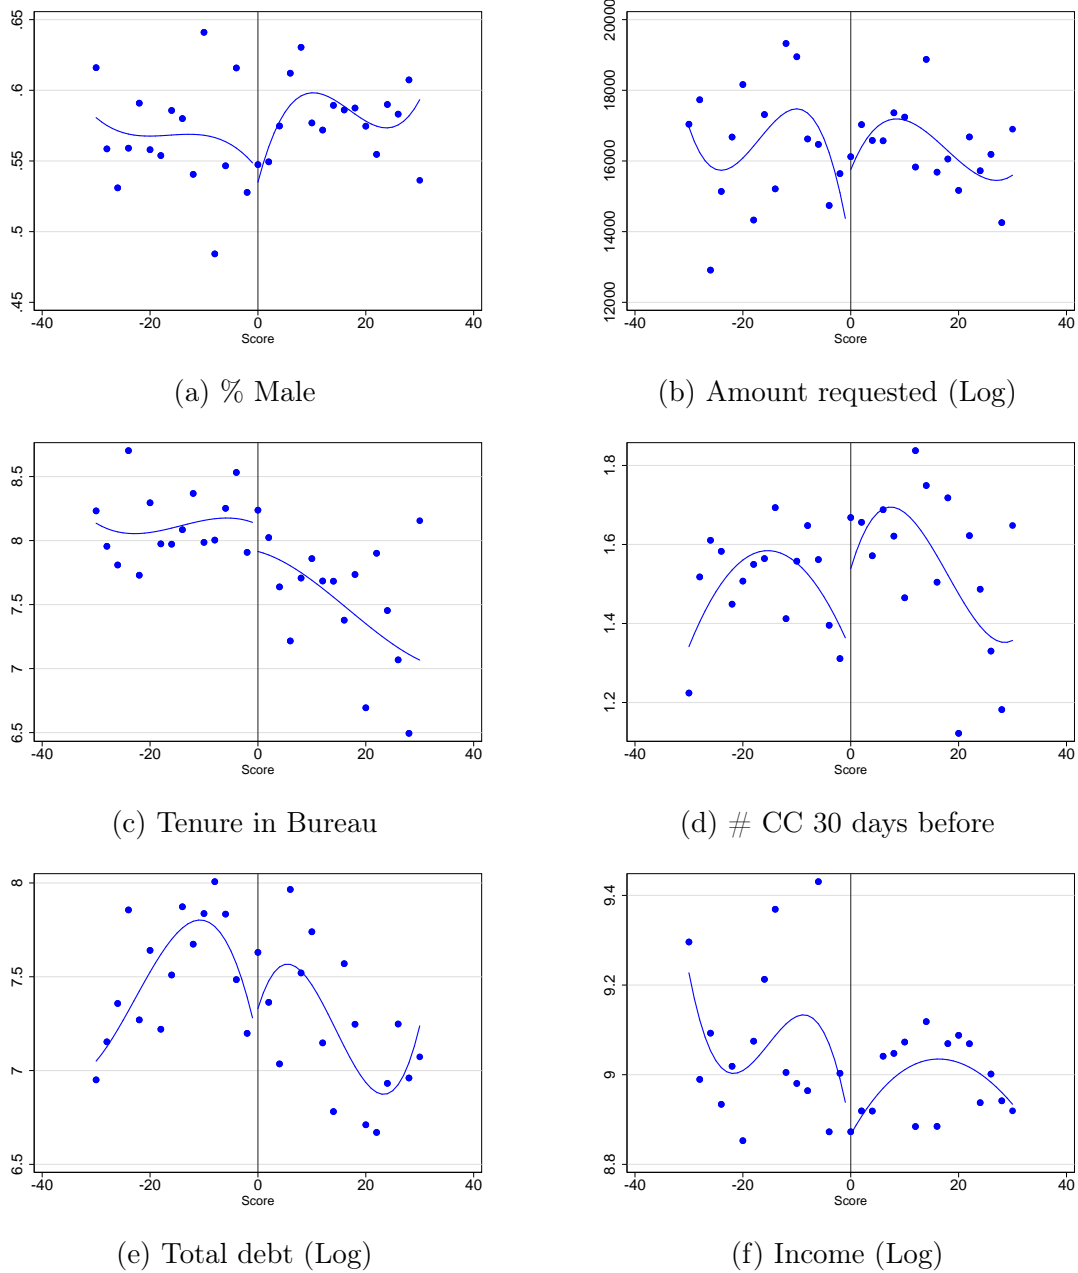 .65
.6
.55
.5
.45
-40 -20 0 20 40
Score
(a) % Male
20000
18000
16000
14000
12000
-40 -20 0 20 40
Score
(b) Amount requested (Log)
8.5
8
7.5
7
6.5
-40 -20 0 20 40
Score
(c) Tenure in Bureau
1.8
1.6
1.4
1.2
-40 -20 0 20 40
Score
(d) # CC 30 days before
8
7.5
7
6.5
-40 -20 0 20 40
Score
(e) Total debt (Log)
9.4
9.2
9
8.8
-40 -20 0 20 40
Score
(f) Income (Log)